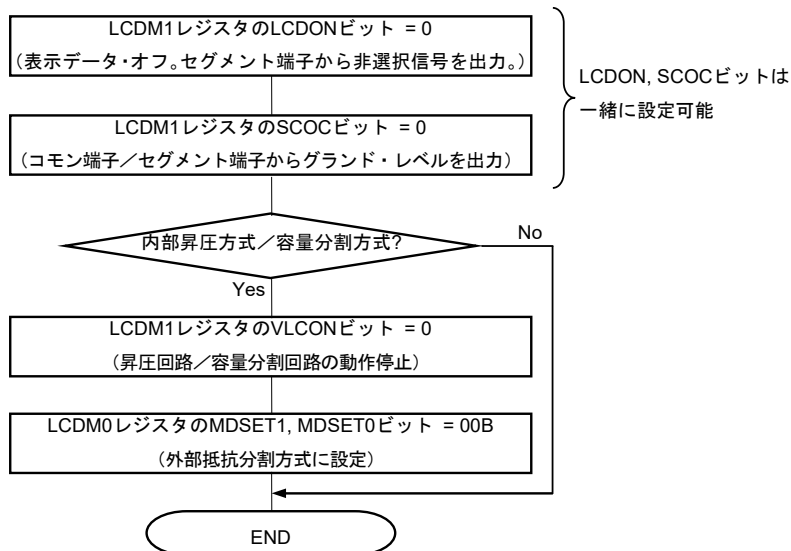 LCDM1レジスタのLCDONビット = 0
(表示データ・オフ。セグメント端子から非選択信号を出力。)
LCDON, SCOCビットは
一緒に設定可能
LCDM1レジスタのSCOCビット = 0
(コモン端子／セグメント端子からグランド・レベルを出力)
内部昇圧方式／容量分割方式?
No
Yes
LCDM1レジスタのVLCONビット = 0
(昇圧回路／容量分割回路の動作停止)
LCDM0レジスタのMDSET1, MDSET0ビット = 00B
(外部抵抗分割方式に設定)
END